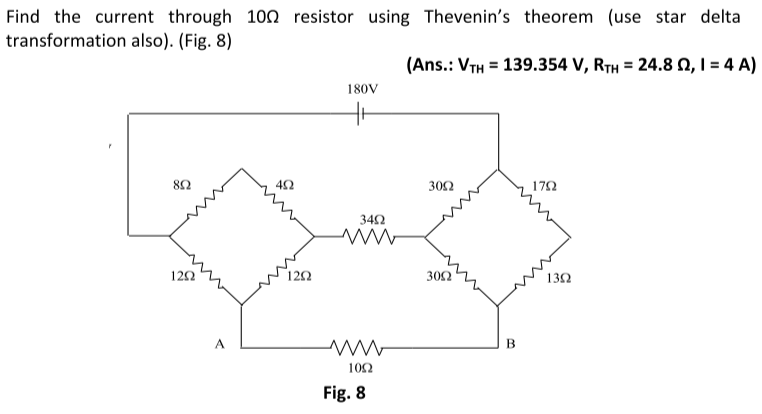 Find the current through 10Ω resistor using Thevenin's theorem (use star delta
transformation also). (Fig. 8)
(Ans.: VTH = 139.354 V, RTH = 24.8 Ω, I = 4 A)
180V
8Ω
4Ω
30Ω
17Ω
34Ω
12Ω
12Ω
30Ω
13Ω
A
B
10Ω
Fig. 8